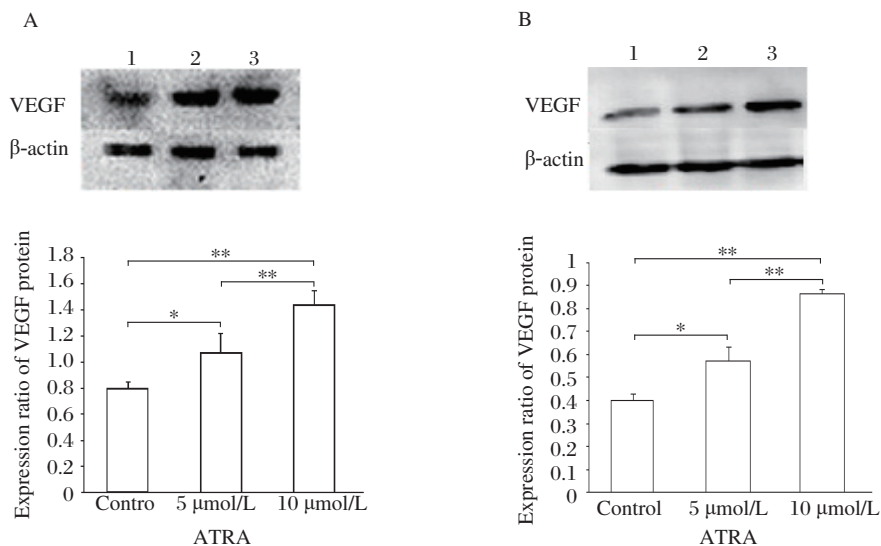 A
1 2 3
VEGF
β-actin
Expression ratio of VEGF protein
1.8
1.6
1.4
1.2
1.0
0.8
0.6
0.4
0.2
0
**
**
*
Contro 5 μmol/L 10 μmol/L
ATRA
B
1 2 3
VEGF
β-actin
Expression ratio of VEGF protein
1
0.9
0.8
0.7
0.6
0.5
0.4
0.3
0.2
0.1
0
**
**
*
Control 5 μmol/L 10 μmol/L
ATRA